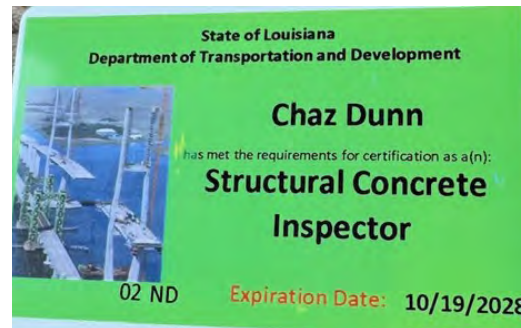 State of Louisiana
Department of Transportation and Development
Chaz Dunn
has met the requirements for certification as a(n):
Structural Concrete
Inspector
02 ND
Expiration Date: 10/19/2028